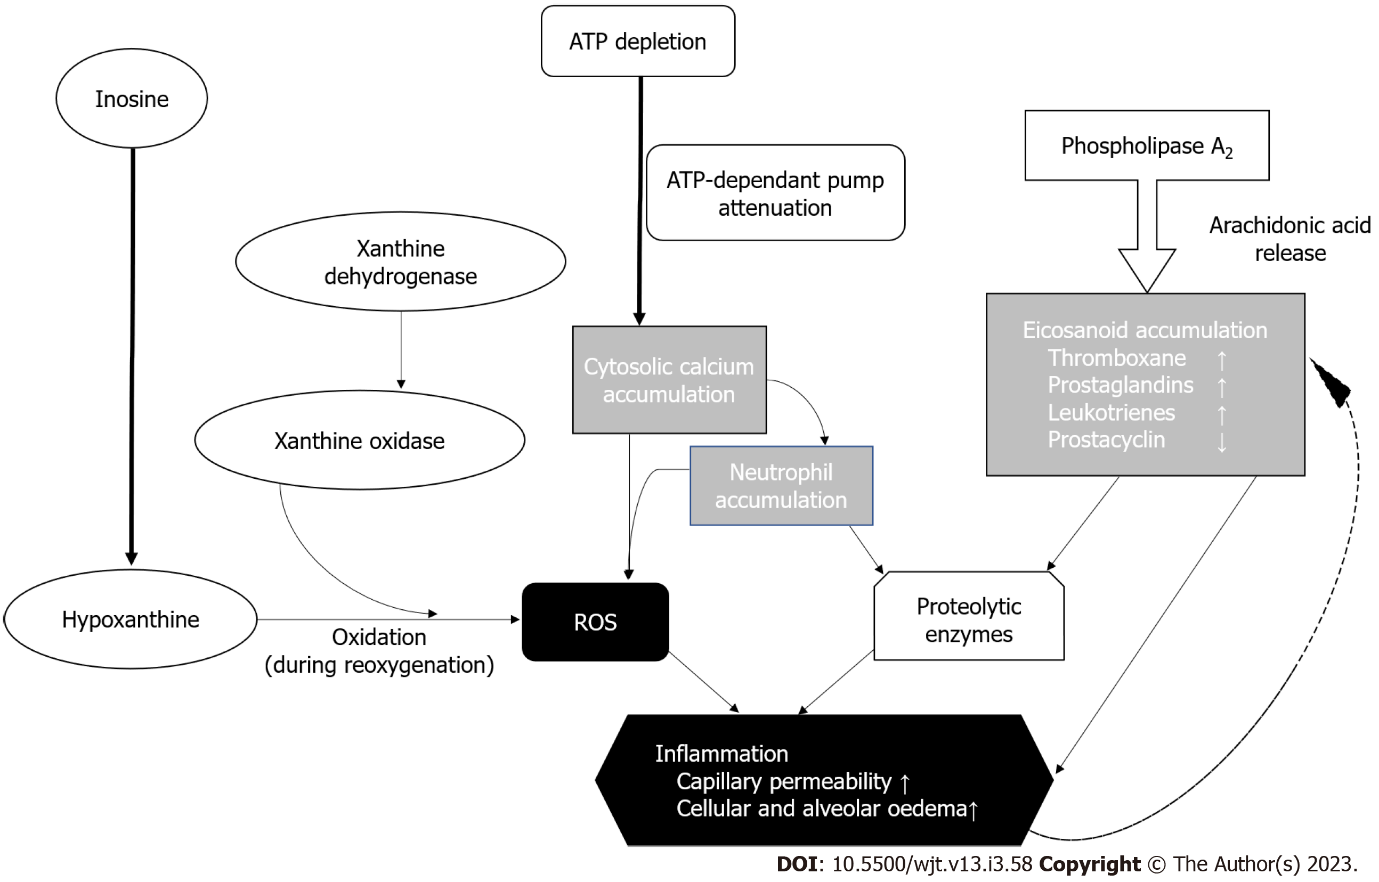 ATP depletion
Inosine
ATP-dependant pump
attenuation
Phospholipase A2
Arachidonic acid
release
Xanthine
dehydrogenase
Cytosolic calcium
accumulation
Eicosanoid accumulation
Thromboxane ↑
Prostaglandins ↑
Leukotrienes ↑
Prostacyclin ↓
Xanthine oxidase
Neutrophil
accumulation
Hypoxanthine
Oxidation
(during reoxygenation)
ROS
Proteolytic
enzymes
Inflammation
Capillary permeability ↑
Cellular and alveolar oedema↑
DOI: 10.5500/wjt.v13.i3.58 Copyright © The Author(s) 2023.